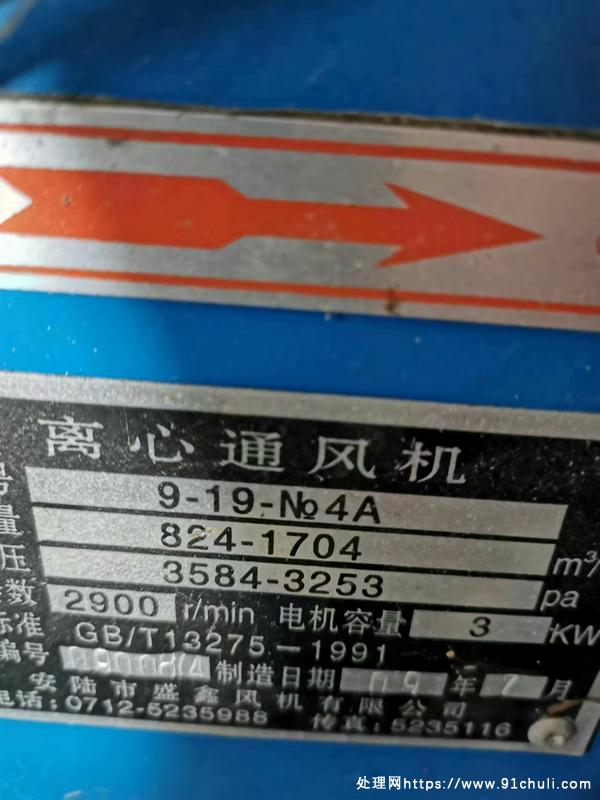 离心通风机
号 9-19-№4A
量 824-1704 m³/
压 3584-3253 pa
数 2900 r/min 电机容量 3 KW
标准 GB/T13275-1991
编号 制造日期 09 年 7 月
安陆市盛鑫风机有限公司
电话:0712-5235988 传真:5235116
处理网https://www.91chuli.com